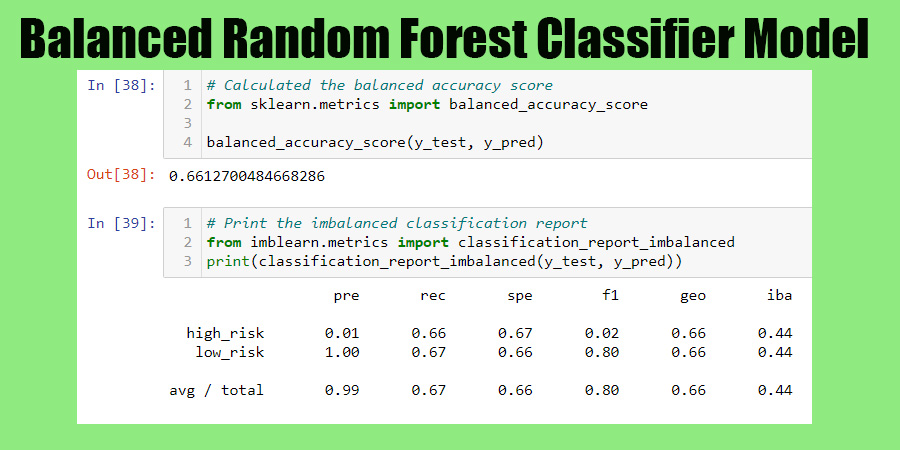 Balanced Random Forest Classifier Model
In [38]:
1 # Calculated the balanced accuracy score
2 from sklearn.metrics import balanced_accuracy_score
3
4 balanced_accuracy_score(y_test, y_pred)
Out[38]: 0.6612700484668286
In [39]:
1 # Print the imbalanced classification report
2 from imblearn.metrics import classification_report_imbalanced
3 print(classification_report_imbalanced(y_test, y_pred))
pre rec spe f1 geo iba
high_risk 0.01 0.66 0.67 0.02 0.66 0.44
low_risk 1.00 0.67 0.66 0.80 0.66 0.44
avg / total 0.99 0.67 0.66 0.80 0.66 0.44